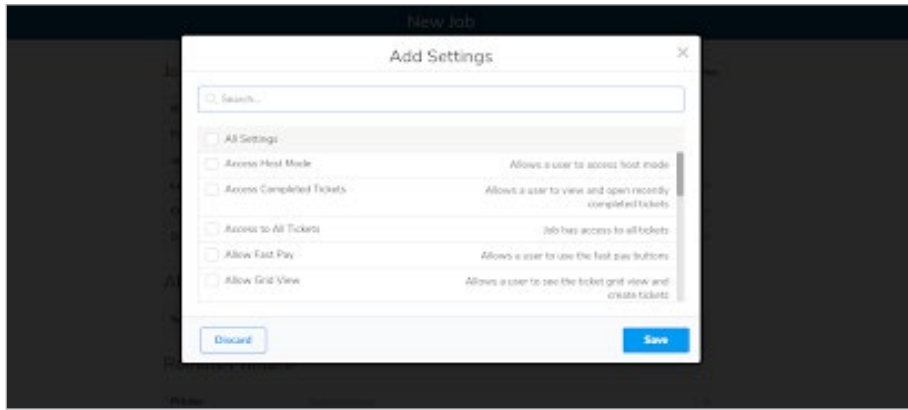 New Job
Add Settings
Search...
All Settings
Access Host Mode
Allows a user to access host mode
Access Completed Tickets
Allows a user to view and open recently
completed tickets
Access to All Tickets
Job has access to all tickets
Allow Fast Pay
Allows a user to use the fast pay buttons
Allow Grid View
Allows a user to see the ticket grid view and
create tickets
Discard
Save
Printer